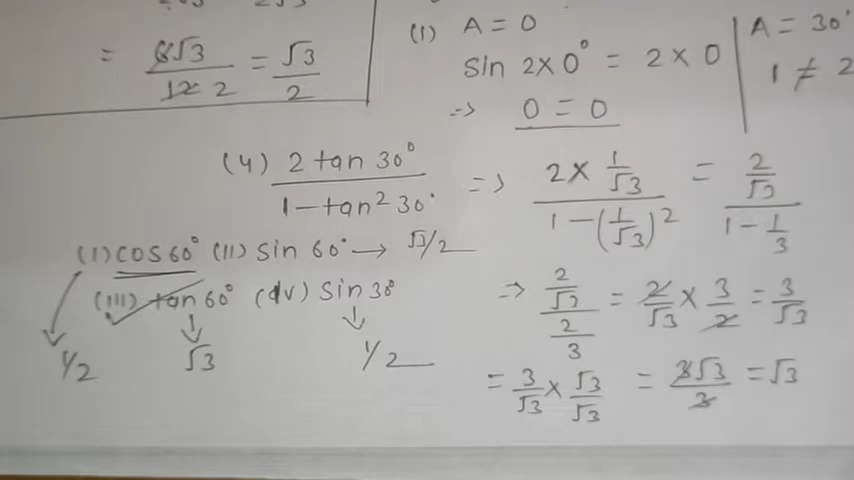 = 6√3/12 2 = √3/2
(1) A = 0
sin 2×0° = 2 × 0
=> 0 = 0
A = 30°
1 ≠ 2
(4) 2 tan 30°/1 - tan² 30° => 2 × 1/√3/1 - (1/√3)² = 2/√3/1 - 1/3
(I) cos 60° (II) sin 60° → √3/2
(III) tan 60° (iv) sin 30°
1/2 √3 1/2
=> 2/√3/2/3 = 2/√3 × 3/2 = 3/√3
= 3/√3 × √3/√3 = 3√3/3 = √3